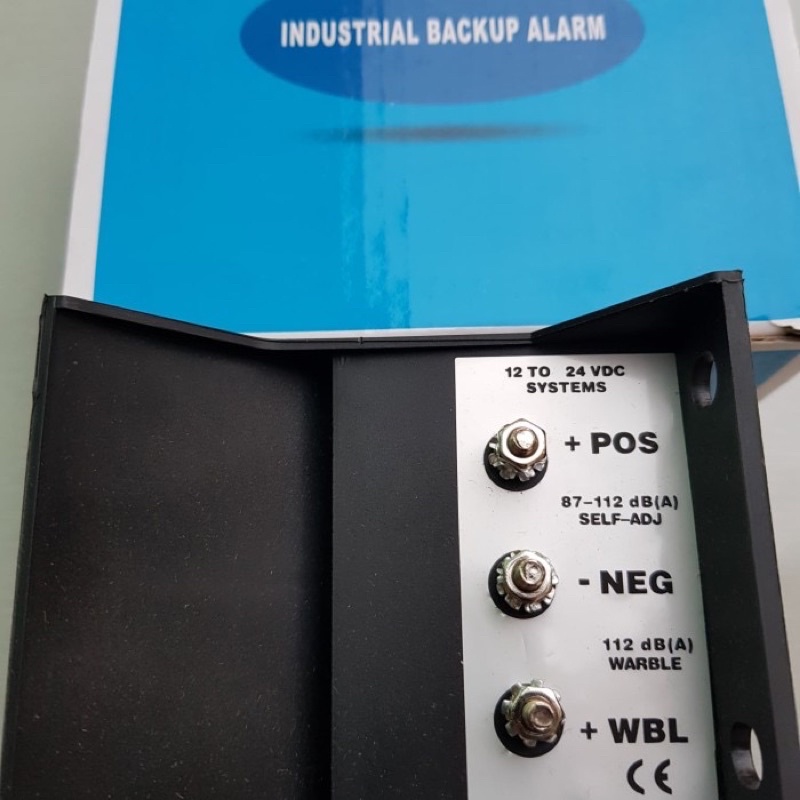 INDUSTRIAL BACKUP ALARM
12 TO 24 VDC
SYSTEMS
+ POS
87-112 dB(A)
SELF-ADJ
- NEG
112 dB(A)
WARBLE
+ WBL
CE